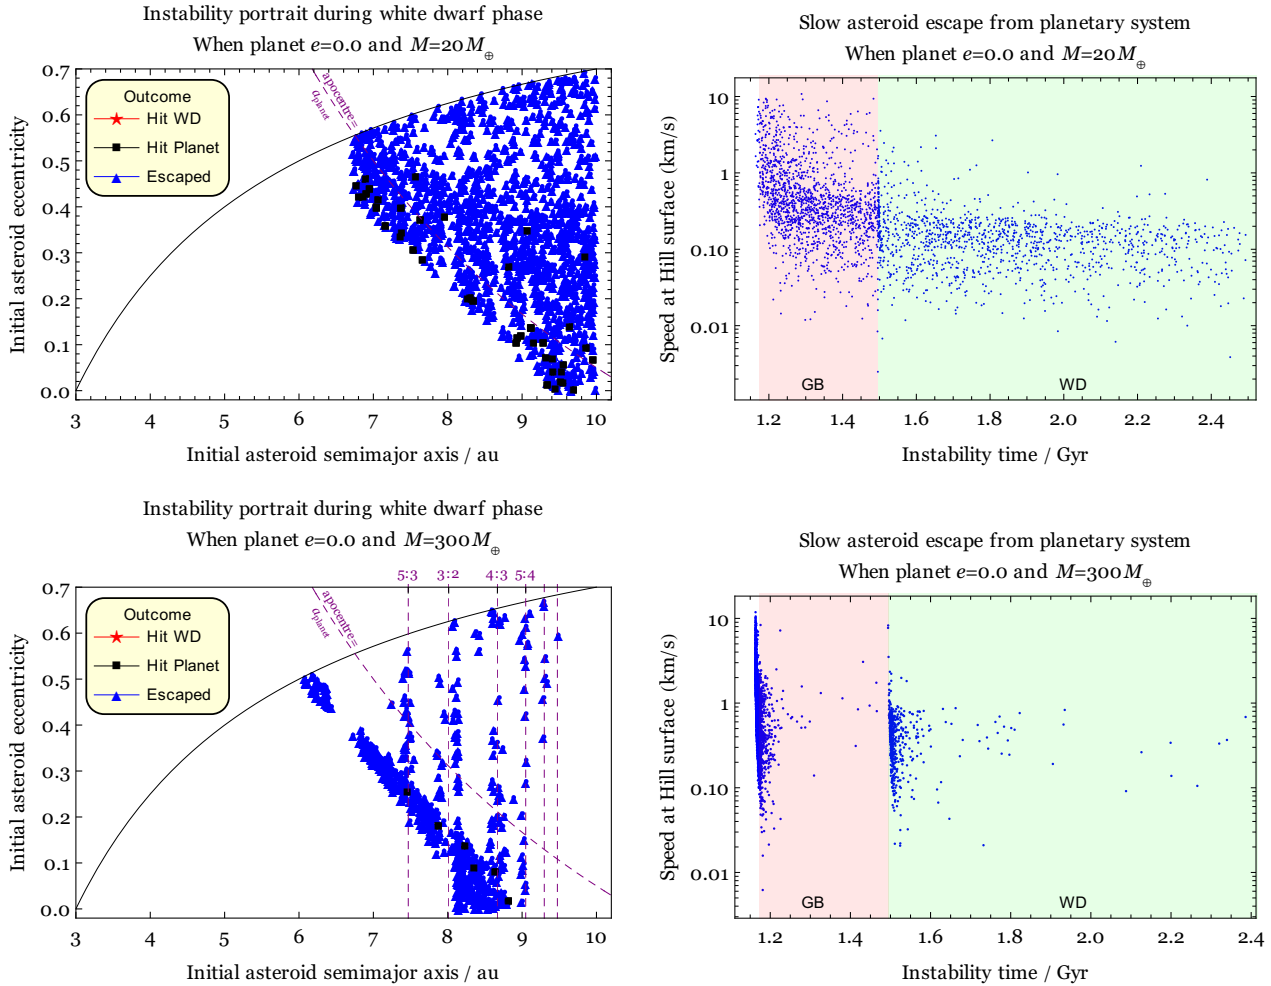 Instability portrait during white dwarf phase
When planet e=0.0 and M=20M⊕
0.7
0.6
0.5
0.4
0.3
0.2
0.1
0.0
Initial asteroid eccentricity
Outcome
Hit WD
Hit Planet
Escaped
apocentre=
aplanet
3 4 5 6 7 8 9 10
Initial asteroid semimajor axis / au
Slow asteroid escape from planetary system
When planet e=0.0 and M=20M⊕
10
1
0.10
0.01
Speed at Hill surface (km/s)
GB WD
1.2 1.4 1.6 1.8 2.0 2.2 2.4
Instability time / Gyr
Instability portrait during white dwarf phase
When planet e=0.0 and M=300M⊕
5:3 3:2 4:3 5:4
0.7
0.6
0.5
0.4
0.3
0.2
0.1
0.0
Initial asteroid eccentricity
Outcome
Hit WD
Hit Planet
Escaped
apocentre=
aplanet
3 4 5 6 7 8 9 10
Initial asteroid semimajor axis / au
Slow asteroid escape from planetary system
When planet e=0.0 and M=300M⊕
10
1
0.10
0.01
Speed at Hill surface (km/s)
GB WD
1.2 1.4 1.6 1.8 2.0 2.2 2.4
Instability time / Gyr